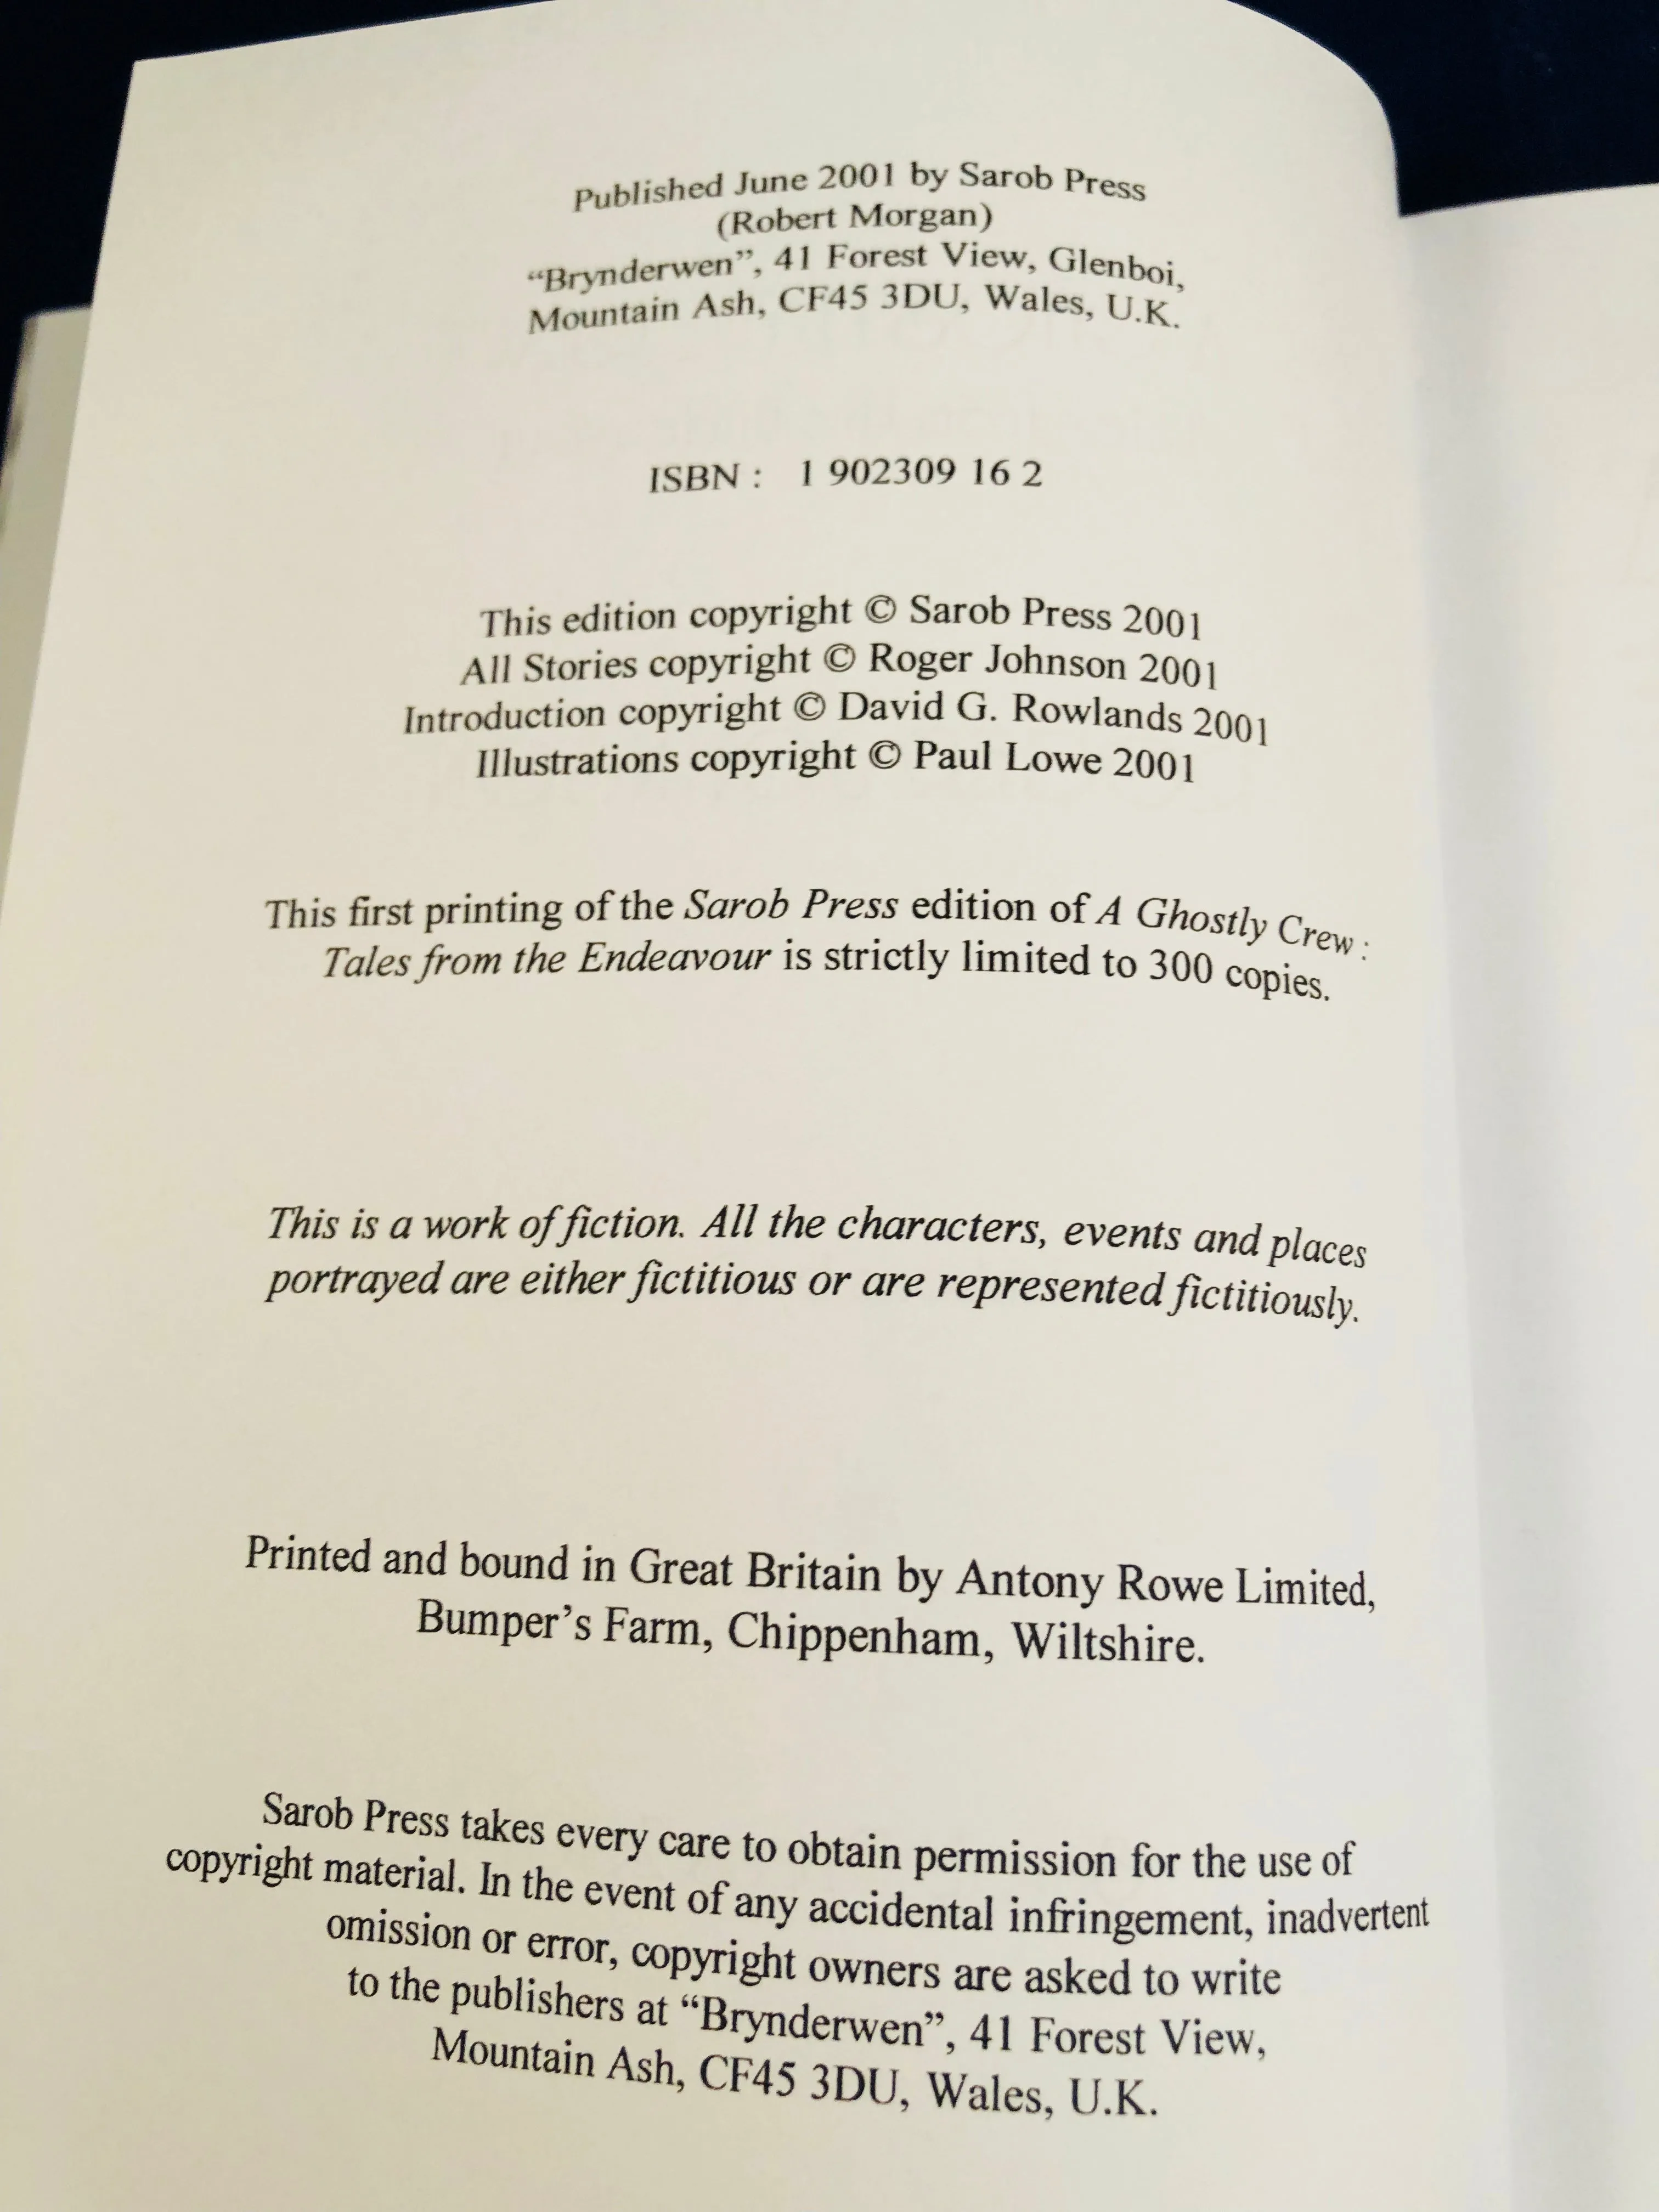 Published June 2001 by Sarob Press
(Robert Morgan)
“Brynderwen”, 41 Forest View, Glenboi,
Mountain Ash, CF45 3DU, Wales, U.K.
ISBN : 1 902309 16 2
This edition copyright © Sarob Press 2001
All Stories copyright © Roger Johnson 2001
Introduction copyright © David G. Rowlands 2001
Illustrations copyright © Paul Lowe 2001
This first printing of the Sarob Press edition of A Ghostly Crew :
Tales from the Endeavour is strictly limited to 300 copies.
This is a work of fiction. All the characters, events and places
portrayed are either fictitious or are represented fictitiously.
Printed and bound in Great Britain by Antony Rowe Limited,
Bumper’s Farm, Chippenham, Wiltshire.
Sarob Press takes every care to obtain permission for the use of
copyright material. In the event of any accidental infringement, inadvertent
omission or error, copyright owners are asked to write
to the publishers at “Brynderwen”, 41 Forest View,
Mountain Ash, CF45 3DU, Wales, U.K.